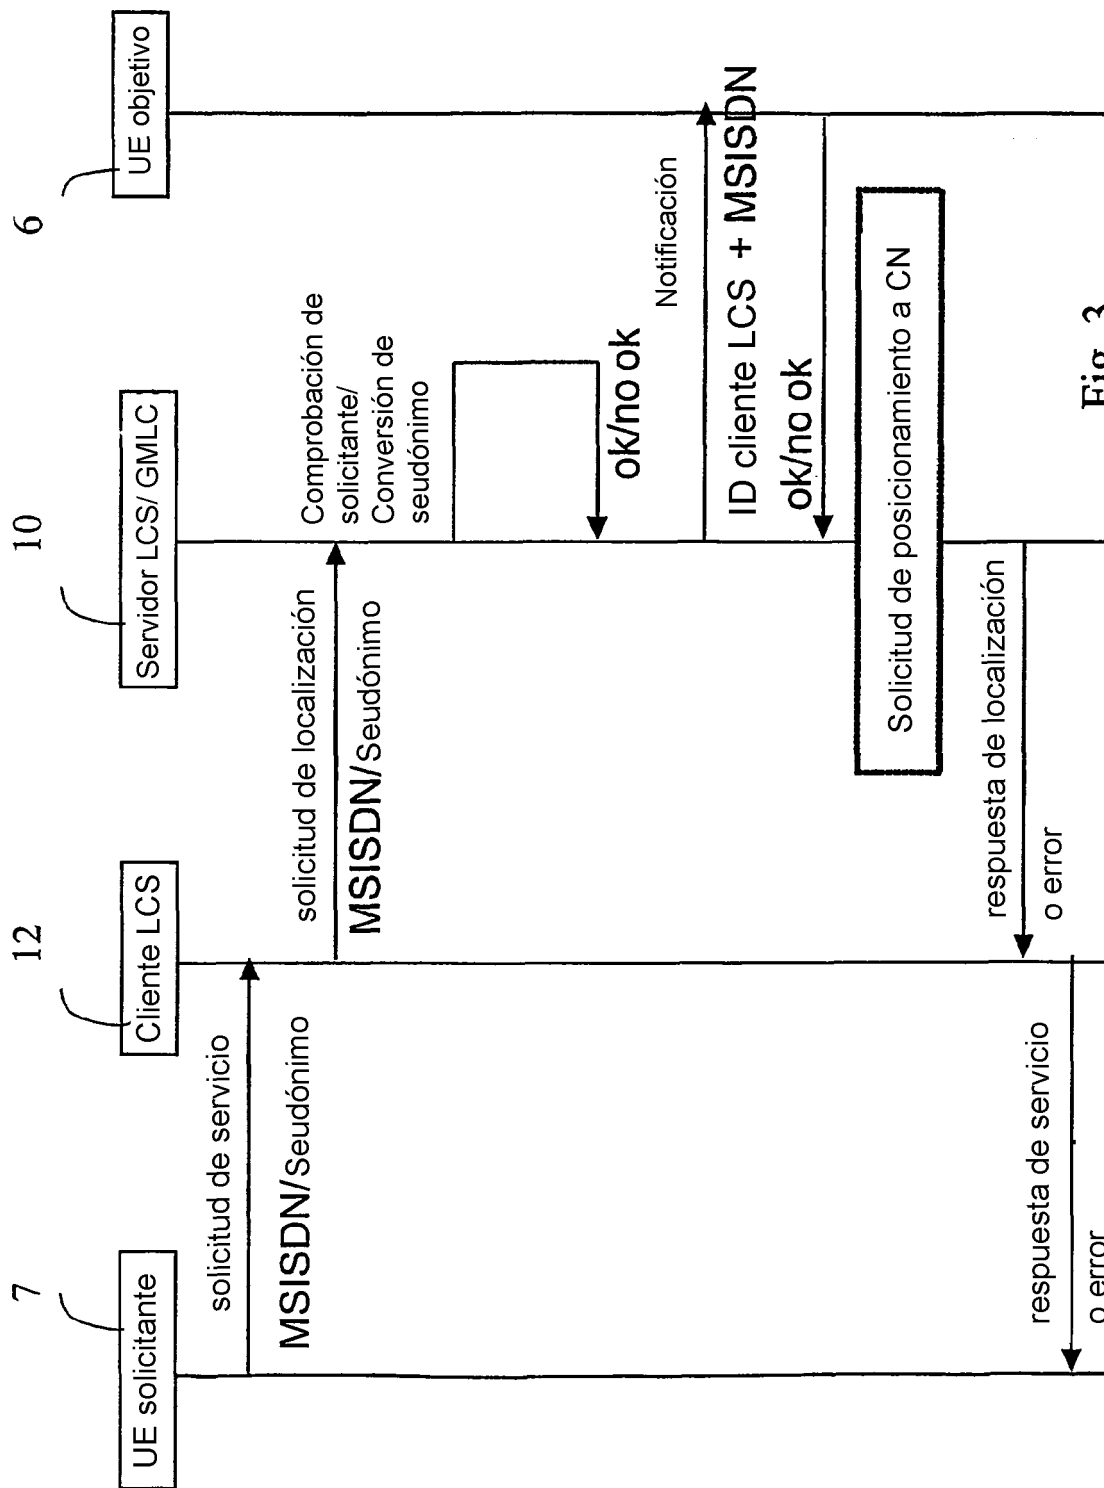 7
12
10
6
UE solicitante
Cliente LCS
Servidor LCS/ GMLC
UE objetivo
solicitud de servicio
MSISDN/Seudónimo
solicitud de localización
MSISDN/Seudónimo
Comprobación de
solicitante/
Conversión de
seudónimo
ok/no ok
Notificación
ID cliente LCS + MSISDN
ok/no ok
Solicitud de posicionamiento a CN
respuesta de localización
o error
respuesta de servicio
o error
Fig. 3